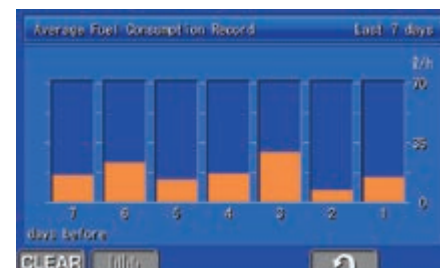 Average Fuel Consumption Record Last 7 days
ℓ/h
70
35
0
7 6 5 4 3 2 1
days before
CLEAR